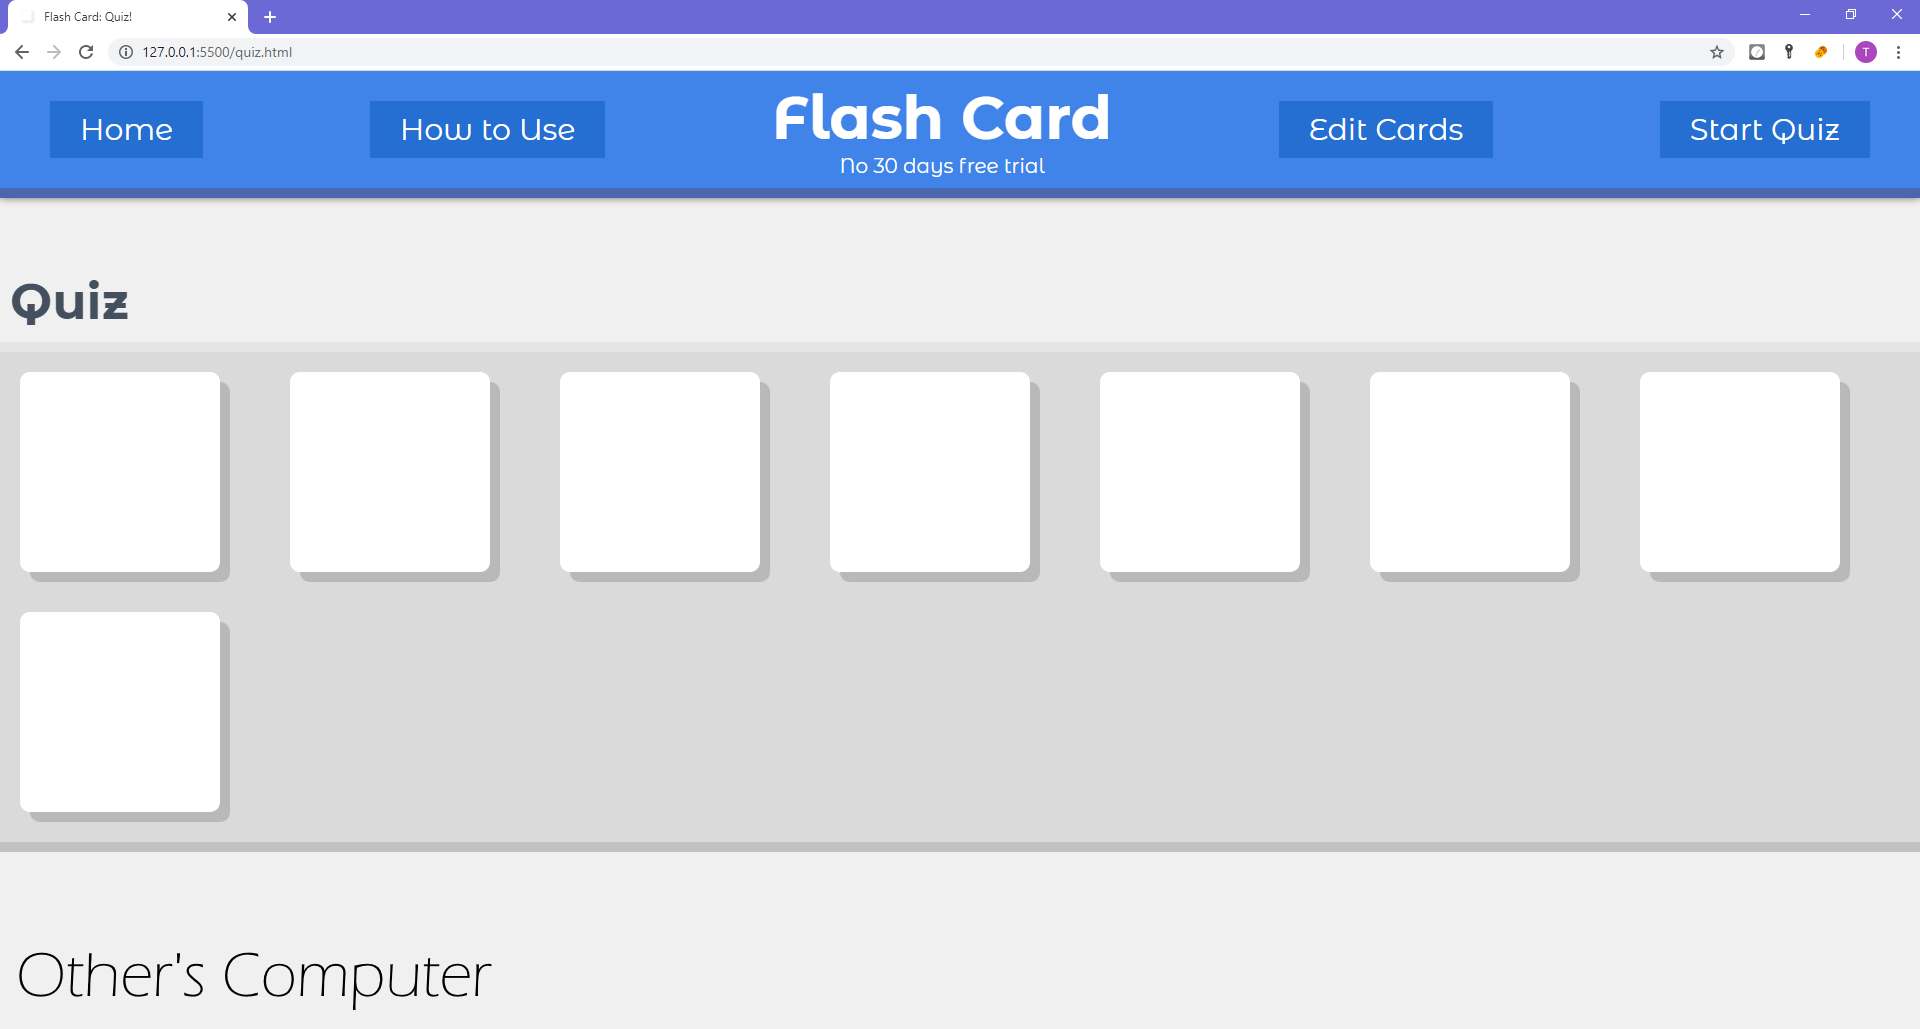 Flash Card: Quiz!
127.0.0.1:5500/quiz.html
T
Home
How to Use
Flash Card
No 30 days free trial
Edit Cards
Start Quiz
Quiz
Other's Computer